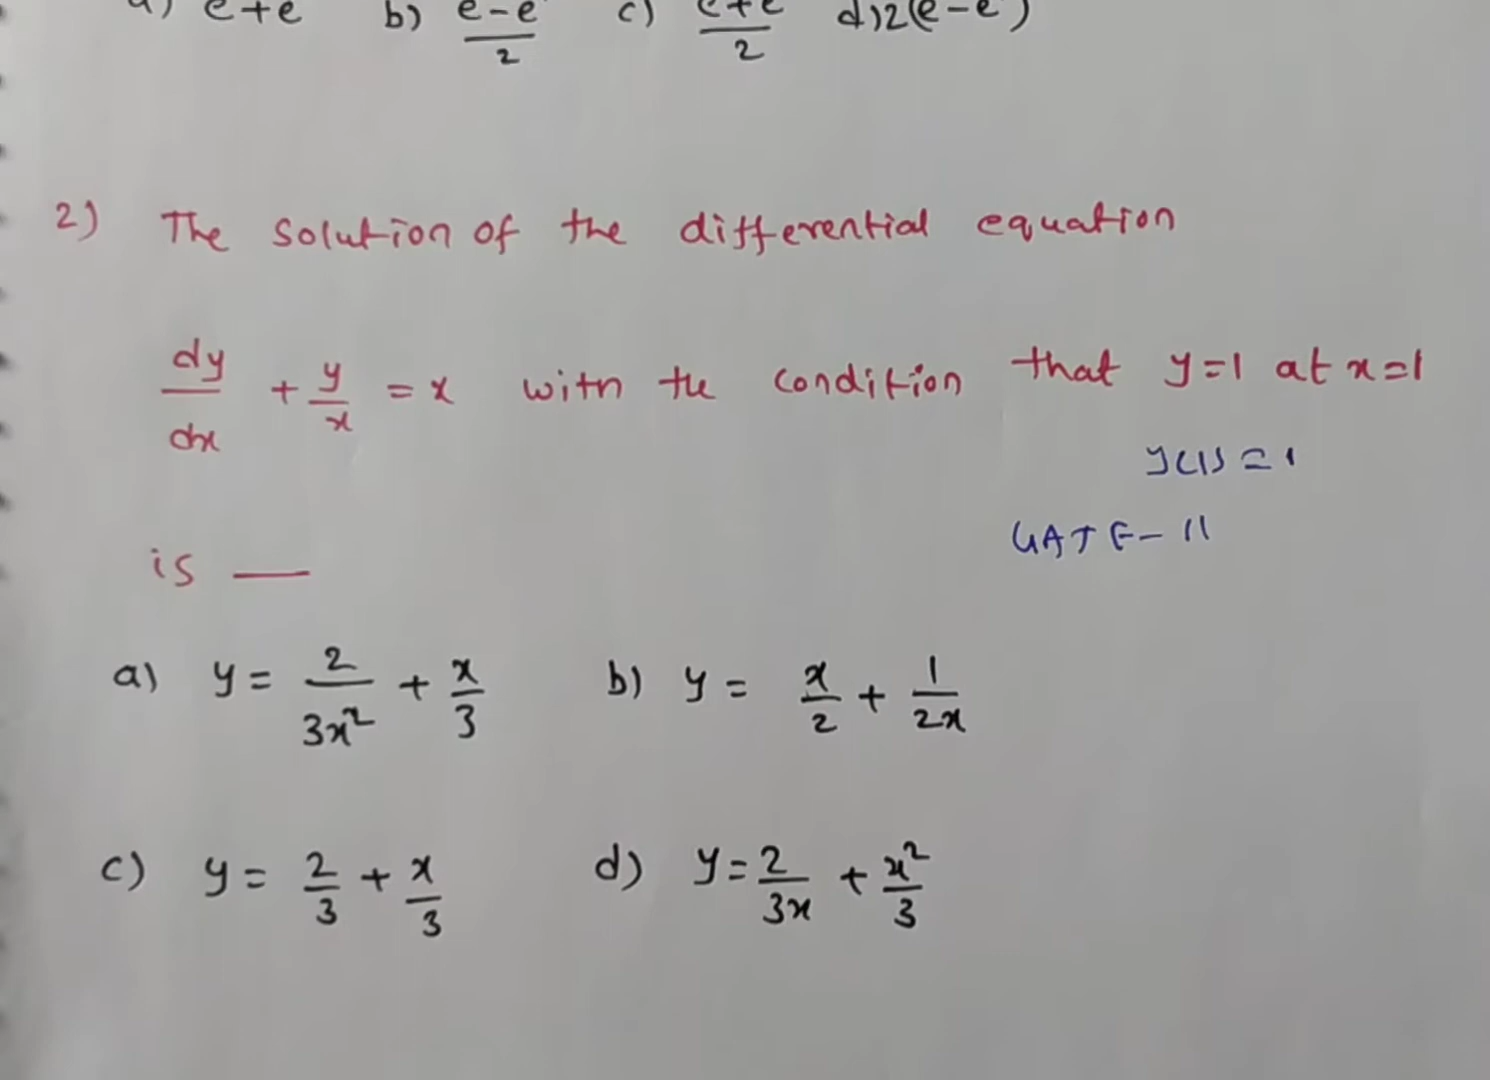 a) e+e b) e-e/2 c) e+e/2 d) 2(e-e)
2) The solution of the differential equation
dy/dx + y/x = x with the condition that y=1 at x=1
y(1) = 1
GATE-11
is —
a) y = 2/3x² + x/3 b) y = x/2 + 1/2x
c) y = 2/3 + x/3 d) y = 2/3x + x²/3